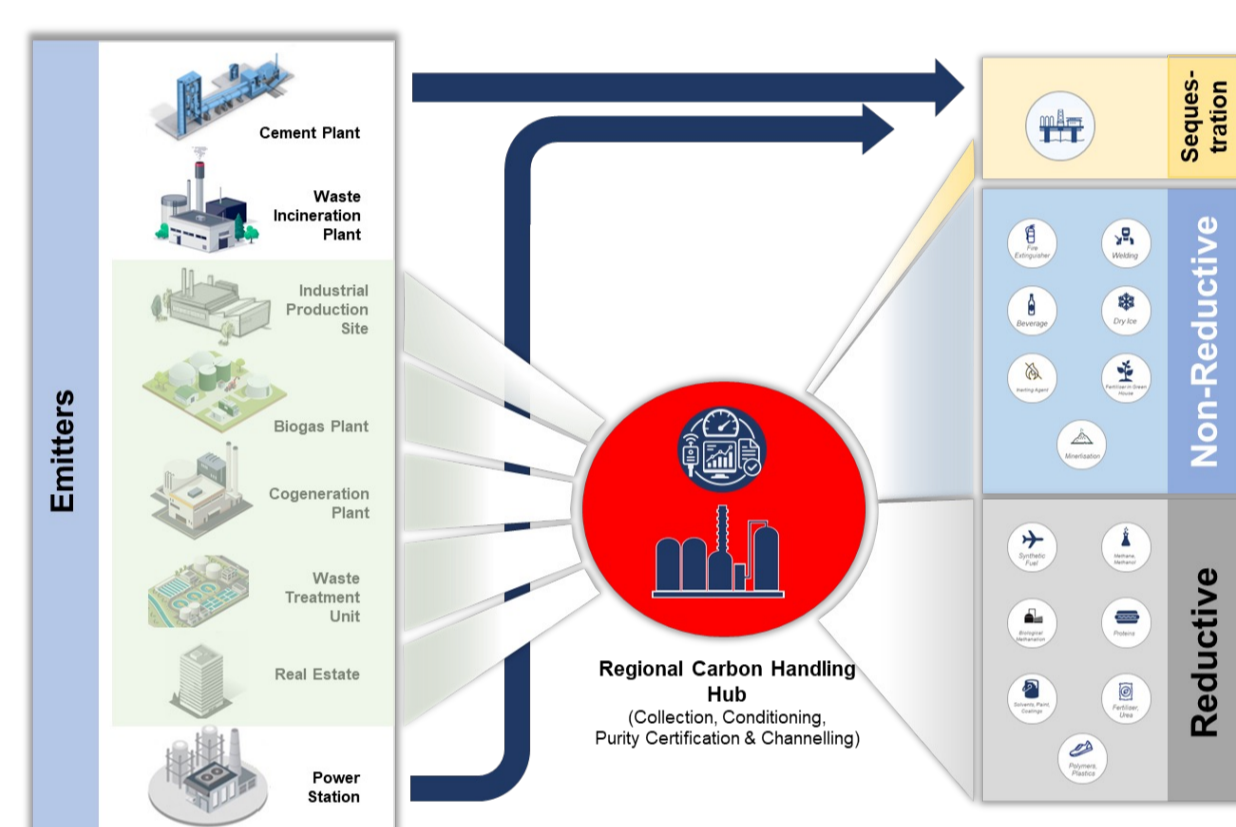 Emitters
Cement Plant
Waste
Incineration
Plant
Industrial
Production
Site
Biogas Plant
Cogeneration
Plant
Waste
Treatment
Unit
Real Estate
Power
Station
Regional Carbon Handling
Hub
(Collection, Conditioning,
Purity Certification & Channelling)
Seques-
tration
Non-Reductive
Fire
Extinguisher
Welding
Beverage
Dry Ice
Inerting Agent
Fertiliser in Green
House
Reductive
Synthetic
Fuel
Methane,
Methanol
Biological
Methanation
Proteins
Solvents, Paint,
Coatings
Fertiliser,
Urea
Polymers,
Plastics